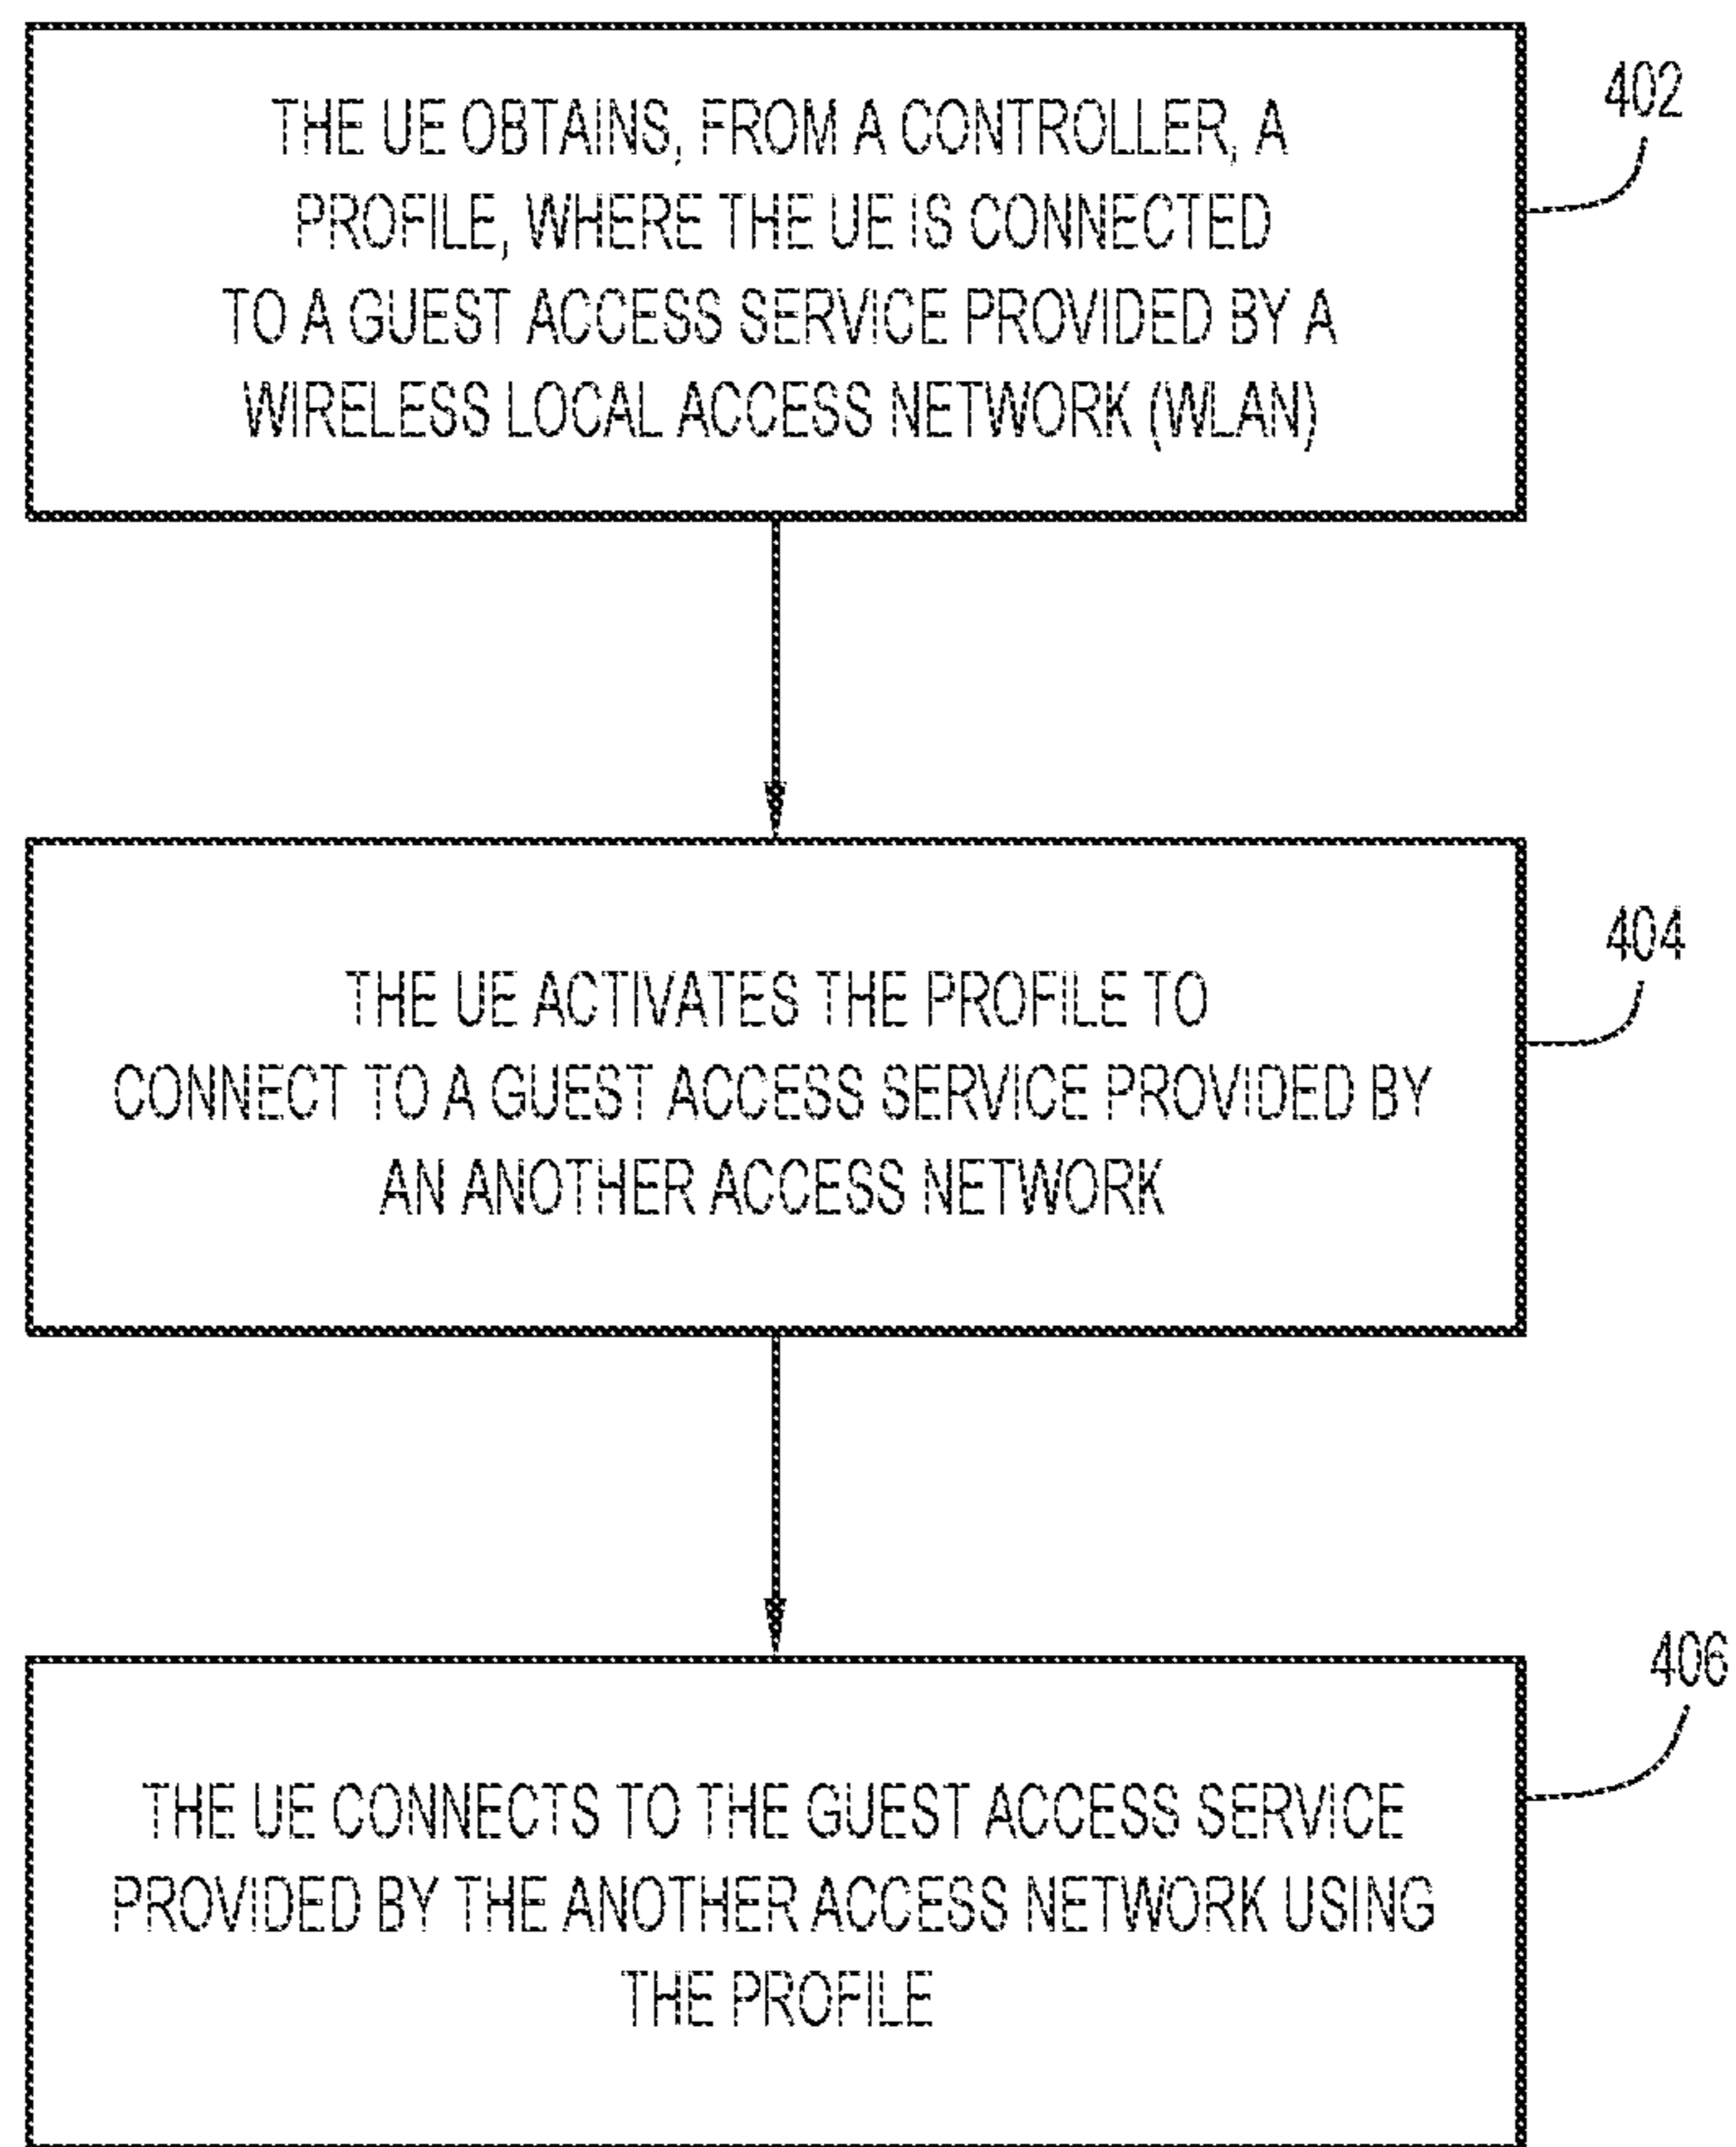 THE UE OBTAINS, FROM A CONTROLLER, A
PROFILE, WHERE THE UE IS CONNECTED
TO A GUEST ACCESS SERVICE PROVIDED BY A
WIRELESS LOCAL ACCESS NETWORK (WLAN)
402
THE UE ACTIVATES THE PROFILE TO
CONNECT TO A GUEST ACCESS SERVICE PROVIDED BY
AN ANOTHER ACCESS NETWORK
404
THE UE CONNECTS TO THE GUEST ACCESS SERVICE
PROVIDED BY THE ANOTHER ACCESS NETWORK USING
THE PROFILE
406